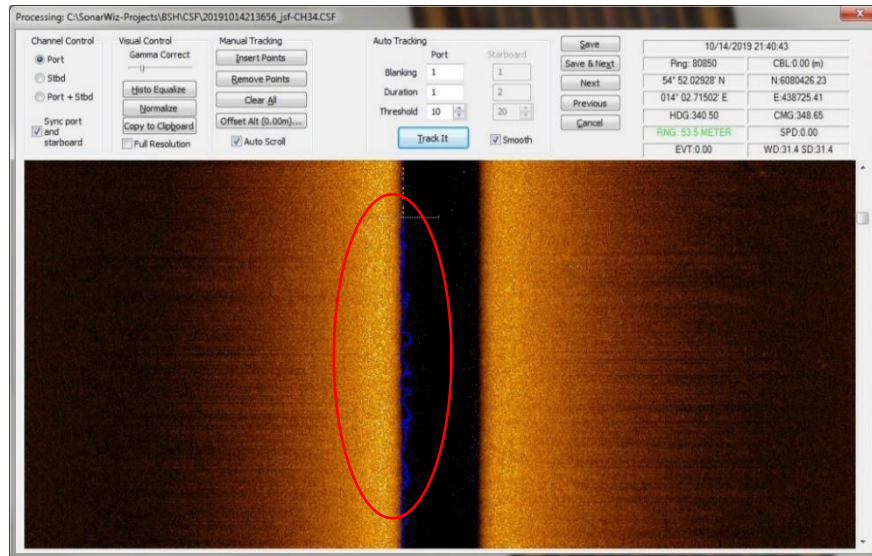 Processing: C:\SonarWiz-Projects\BSH\CSF\20191014213656_jsf-CH34.CSF
Channel Control
Port
Stbd
Port + Stbd
Sync port
and
starboard
Visual Control
Gamma Correct
Histo Equalize
Normalize
Copy to Clipboard
Full Resolution
Manual Tracking
Insert Points
Remove Points
Clear All
Offset Alt (0.00m)...
Auto Scroll
Auto Tracking
Port Starboard
Blanking 1 1
Duration 1 2
Threshold 10 20
Track It Smooth
Save
Save & Next
Next
Previous
Cancel
10/14/2019 21:40:43
Ping: 80850 CBL:0.00 (m)
54° 52.02928' N N:6080426.23
014° 02.71502' E E:438725.41
HDG:340.50 CMG:348.65
RNG: 53.5 METER SPD:0.00
EVT:0.00 WD:31.4 SD:31.4